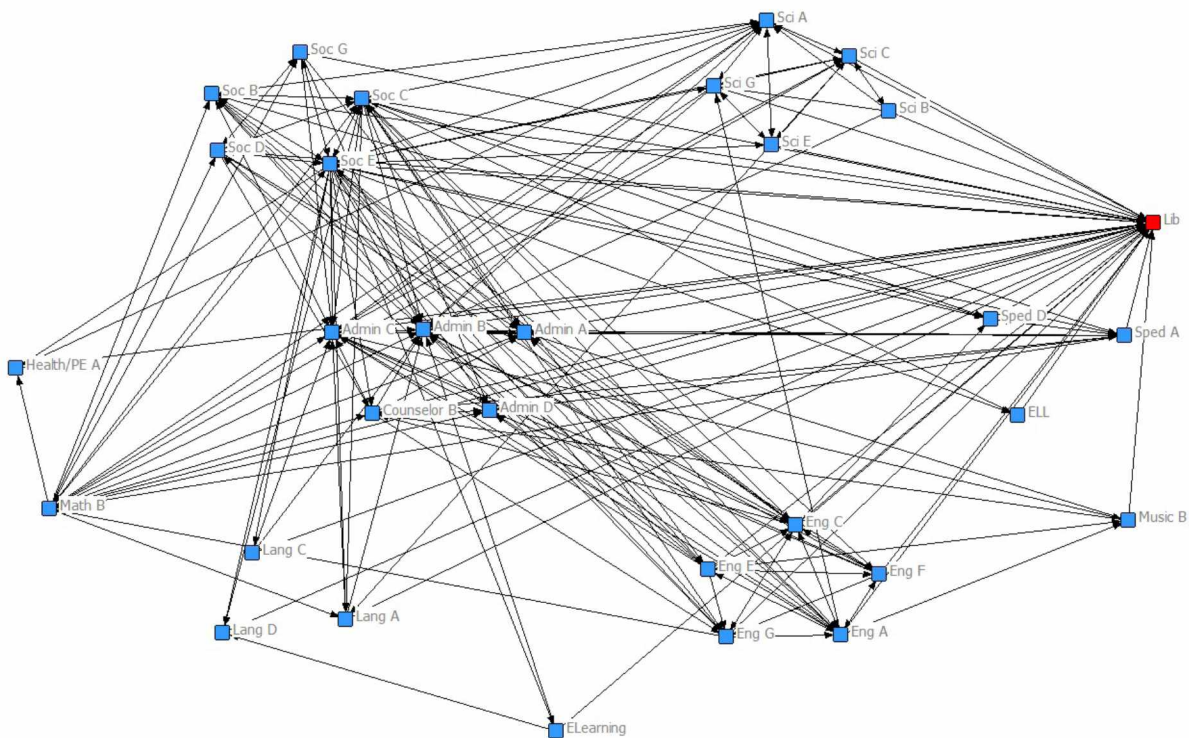 Sci A
Soc G
Sci C
Sci G
Soc B
Soc C
Sci B
Sci E
Soc D
Soc E
Lib
Sped D
Admin C
Admin B
Admin A
Sped A
Health/PE A
Counselor B
Admin D
ELL
Math B
Eng C
Music B
Lang C
Eng E
Eng F
Lang A
Lang D
Eng G
Eng A
ELearning